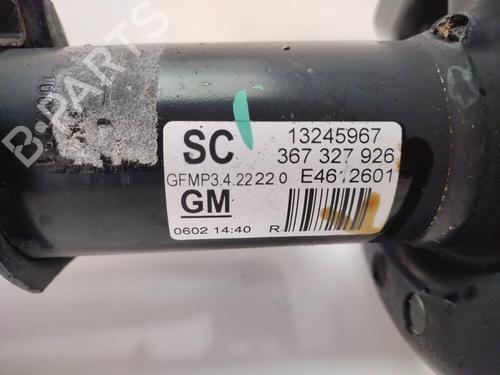 B-PARTS
SC 13245967
367 327 926
GFMP3.4.22 22 0 E4612601
GM
0602 14:40 R